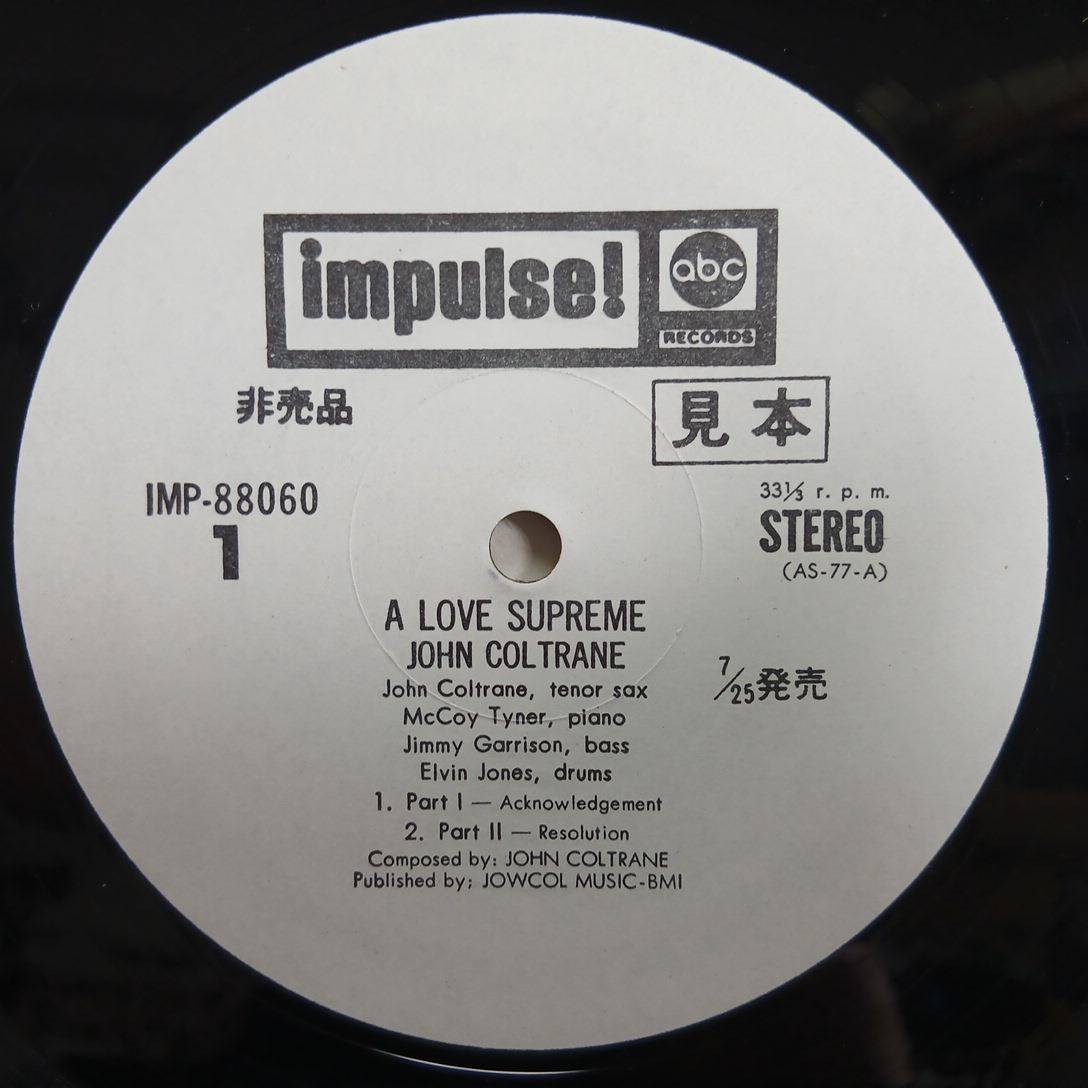 impulse!
abc
RECORDS
非売品
見本
IMP-88060
1
33⅓ r. p. m.
STEREO
(AS-77-A)
A LOVE SUPREME
JOHN COLTRANE
John Coltrane, tenor sax
McCoy Tyner, piano
Jimmy Garrison, bass
Elvin Jones, drums
7/25発売
1. Part I — Acknowledgement
2. Part II — Resolution
Composed by: JOHN COLTRANE
Published by; JOWCOL MUSIC-BMI